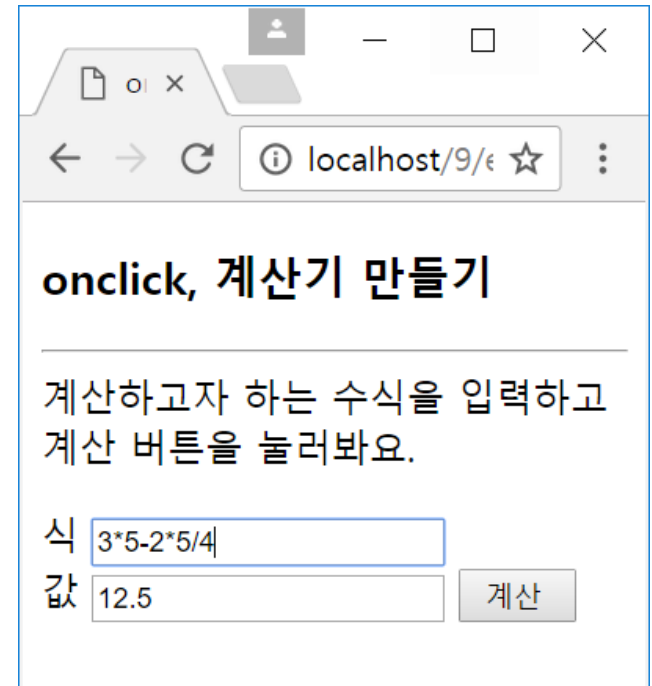 localhost/9/e
onclick, 계산기 만들기
계산하고자 하는 수식을 입력하고
계산 버튼을 눌러봐요.
식 3*5-2*5/4
값 12.5 계산